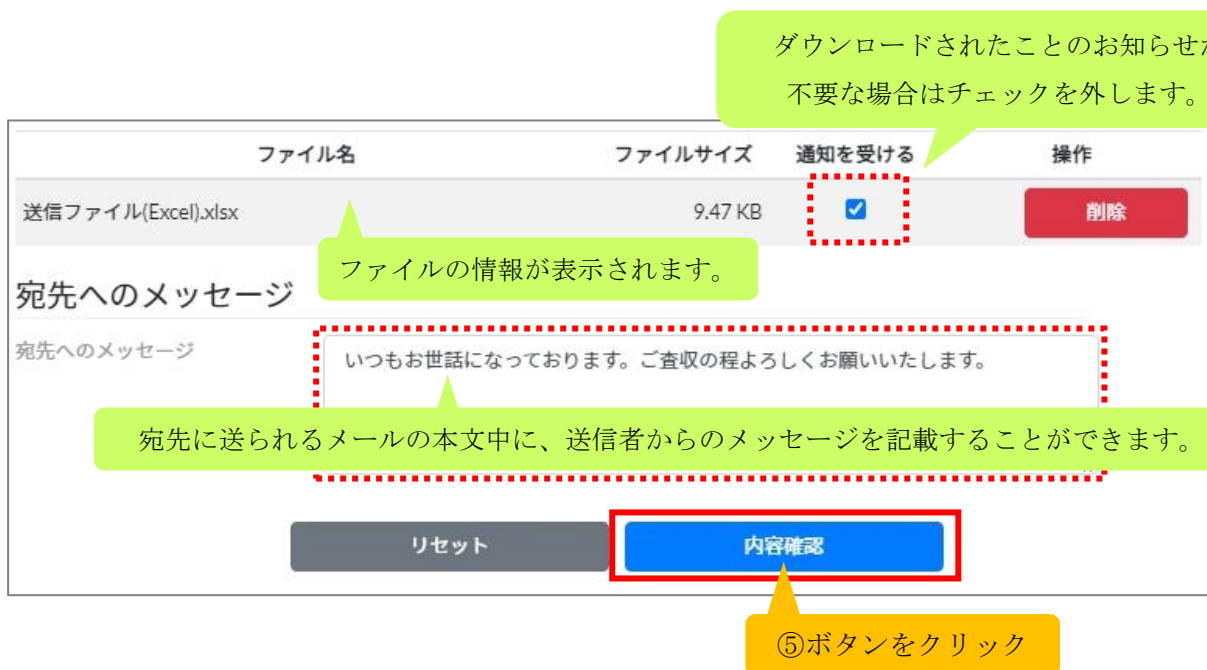 ダウンロードされたことのお知らせが
不要な場合はチェックを外します。
ファイル名 ファイルサイズ 通知を受ける 操作
送信ファイル(Excel).xlsx 9.47 KB 削除
ファイルの情報が表示されます。
宛先へのメッセージ
宛先へのメッセージ
いつもお世話になっております。ご査収の程よろしくお願いいたします。
宛先に送られるメールの本文中に、送信者からのメッセージを記載することができます。
リセット 内容確認
⑤ボタンをクリック